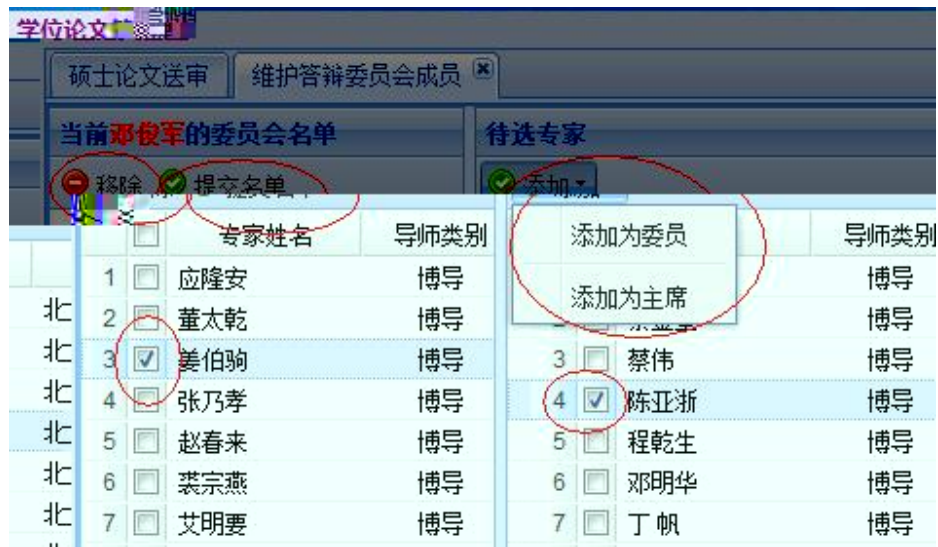 学位论文
硕士论文送审 维护答辩委员会成员
当前邓俊军的委员会名单 待选专家
移除 提交名单 添加
专家姓名 导师类别 添加为委员 导师类别
1 应隆安 博导
添加为主席
北 2 董太乾 博导 博导
北 3 姜伯驹 博导 3 蔡伟 博导
北 4 张乃孝 博导 4 陈亚浙 博导
北 5 赵春来 博导 5 程乾生 博导
北 6 裘宗燕 博导 6 邓明华 博导
北 7 艾明要 博导 7 丁帆 博导